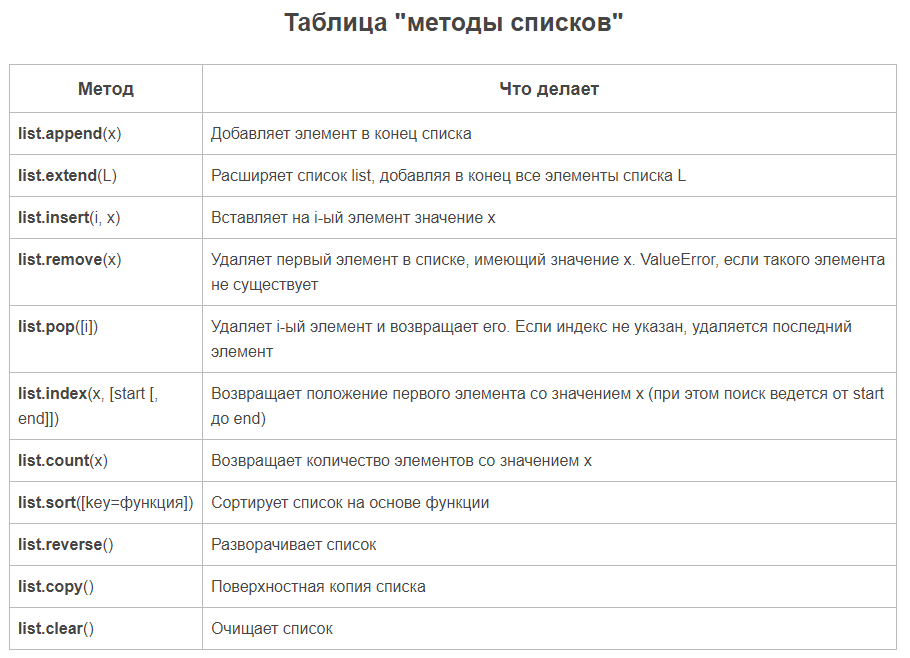 Таблица "методы списков"
Метод
Что делает
list.append(x)
Добавляет элемент в конец списка
list.extend(L)
Расширяет список list, добавляя в конец все элементы списка L
list.insert(i, x)
Вставляет на i-ый элемент значение x
list.remove(x)
Удаляет первый элемент в списке, имеющий значение x. ValueError, если такого элемента
не существует
list.pop([i])
Удаляет i-ый элемент и возвращает его. Если индекс не указан, удаляется последний
элемент
list.index(x, [start [,
end]])
Возвращает положение первого элемента со значением x (при этом поиск ведется от start
до end)
list.count(x)
Возвращает количество элементов со значением x
list.sort([key=функция])
Сортирует список на основе функции
list.reverse()
Разворачивает список
list.copy()
Поверхностная копия списка
list.clear()
Очищает список